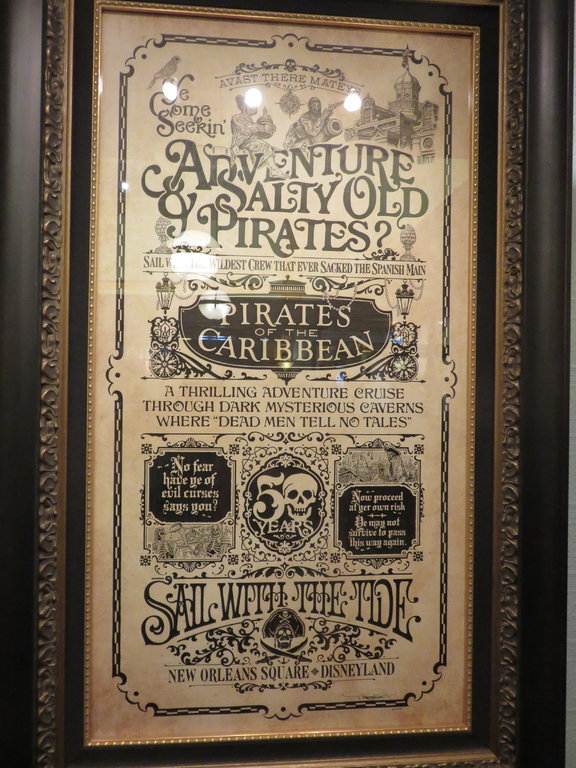 AVAST THERE MATEY!
Ye
Come
Seekin'
ADVENTURE
& SALTY OLD
PIRATES?
SAIL WITH THE WILDEST CREW THAT EVER SACKED THE SPANISH MAIN
PIRATES
OF THE
CARIBBEAN
A THRILLING ADVENTURE CRUISE
THROUGH DARK MYSTERIOUS CAVERNS
WHERE "DEAD MEN TELL NO TALES"
No fear
have ye of
evil curses
says you?
50
YEARS
Now proceed
at yer own risk
Ye may not
survive to pass
this way again.
SAIL WITH THE TIDE
NEW ORLEANS SQUARE DISNEYLAND